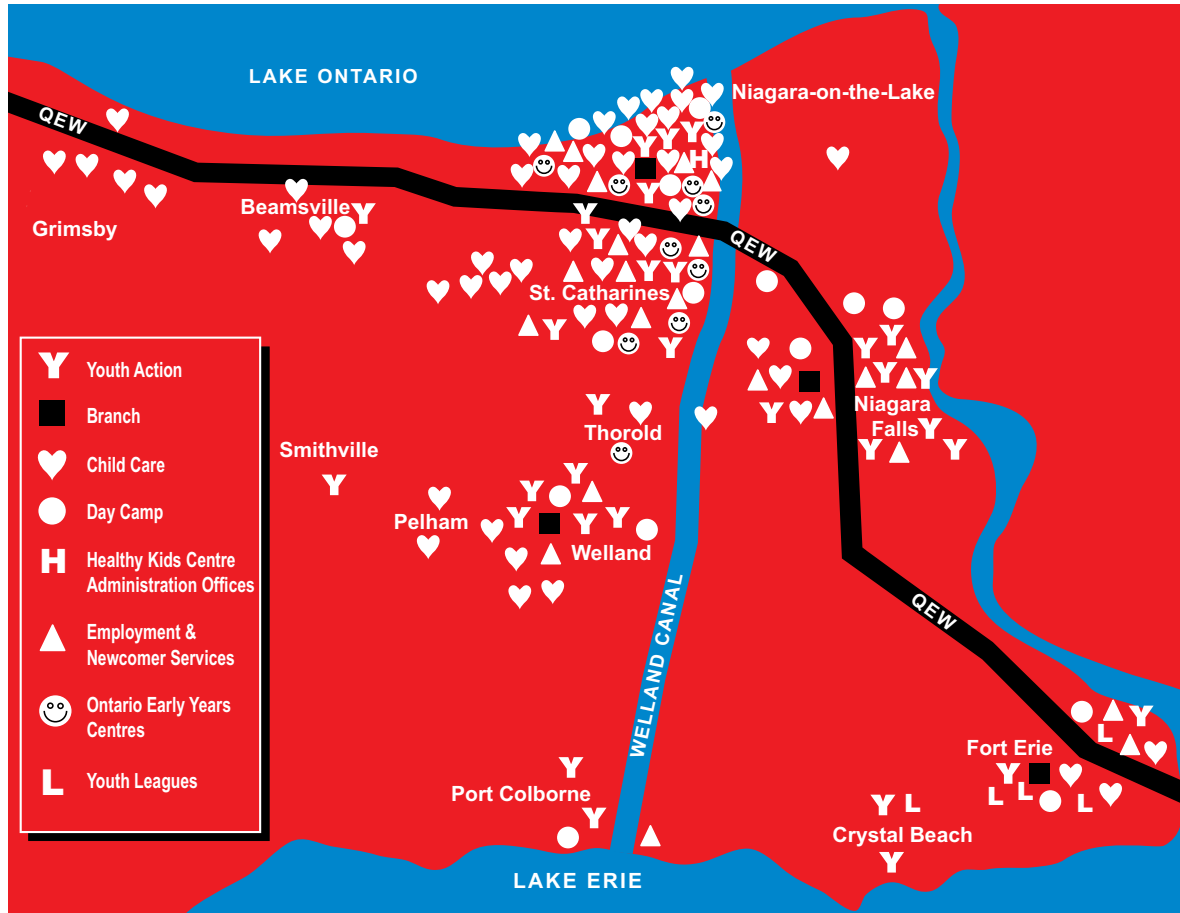 LAKE ONTARIO
Niagara-on-the-Lake
QEW
Beamsville
Grimsby
QEW
St. Catharines
Youth Action
Branch
Child Care
Day Camp
Healthy Kids Centre
Administration Offices
Employment &
Newcomer Services
Ontario Early Years
Centres
Youth Leagues
Niagara
Falls
Thorold
Smithville
Pelham
Welland
QEW
WELLAND CANAL
Fort Erie
Port Colborne
Crystal Beach
LAKE ERIE